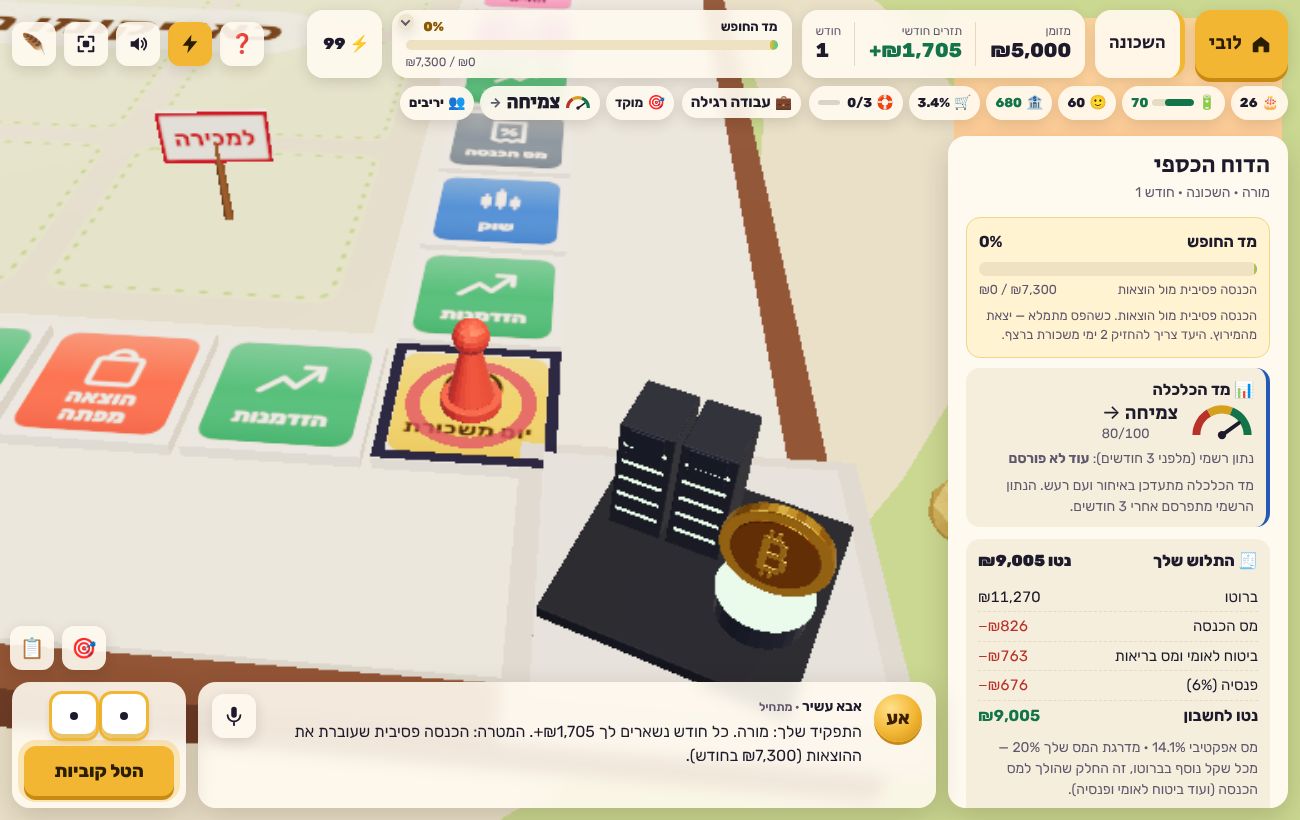 לובי
השכונה
מזומן
₪5,000
תזרים חודשי
+₪1,705
חודש
1
מד החופש
0%
₪0 / ₪7,300
99
26
70
60
680
3.4%
0/3
עבודה רגילה
מוקד
צמיחה →
יריבים
למכירה
מס הכנסה
שוק
הזדמנות
יום משכורת
הזדמנות
הוצאה
מפתה
הדוח הכספי
מורה • השכונה • חודש 1
מד החופש
0%
הכנסה פסיבית מול הוצאות
₪0 / ₪7,300
הכנסה פסיבית מול הוצאות. כשהפס מתמלא – יצאת
מהמירוץ. היעד צריך להחזיק 2 ימי משכורת ברצף.
מד הכלכלה
צמיחה →
80/100
נתון רשמי (מלפני 3 חודשים): עוד לא פורסם
מד הכלכלה מתעדכן באיחור ועם רעש. הנתון
הרשמי מתפרסם אחרי 3 חודשים.
התלוש שלך
נטו ₪9,005
ברוטו
₪11,270
מס הכנסה
−₪826
ביטוח לאומי ומס בריאות
−₪763
פנסיה (6%)
−₪676
נטו לחשבון
₪9,005
מס אפקטיבי 14.1% • מדרגת המס שלך 20% –
מכל שקל נוסף בברוטו, זה החלק שהולך למס
הכנסה (ועוד ביטוח לאומי ופנסיה).
אע
אבא עשיר • מתחיל
התפקיד שלך: מורה. כל חודש נשארים לך ₪1,705+. המטרה: הכנסה פסיבית שעוברת את
ההוצאות (₪7,300 בחודש).
הטל קוביות